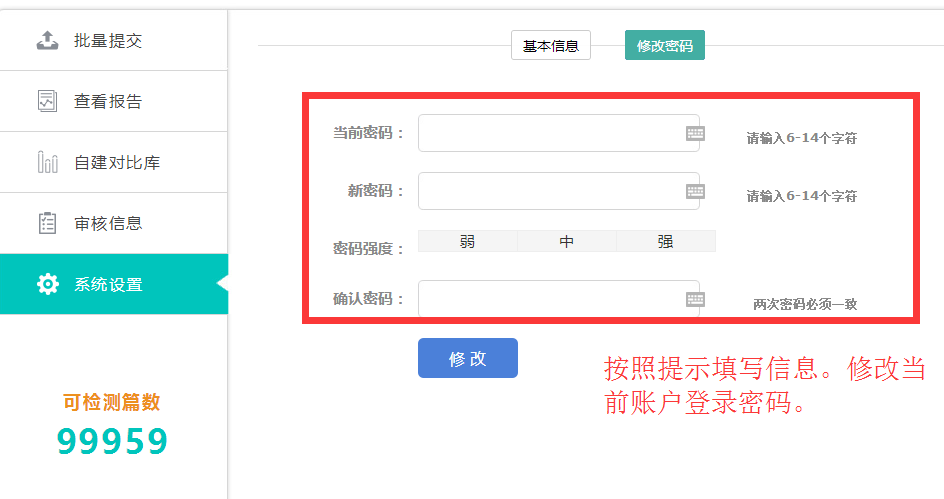 批量提交
查看报告
自建对比库
审核信息
系统设置
可检测篇数
99959
基本信息
修改密码
当前密码：
请输入6-14个字符
新密码：
请输入6-14个字符
密码强度：
弱 中 强
确认密码：
两次密码必须一致
修 改
按照提示填写信息。修改当
前账户登录密码。